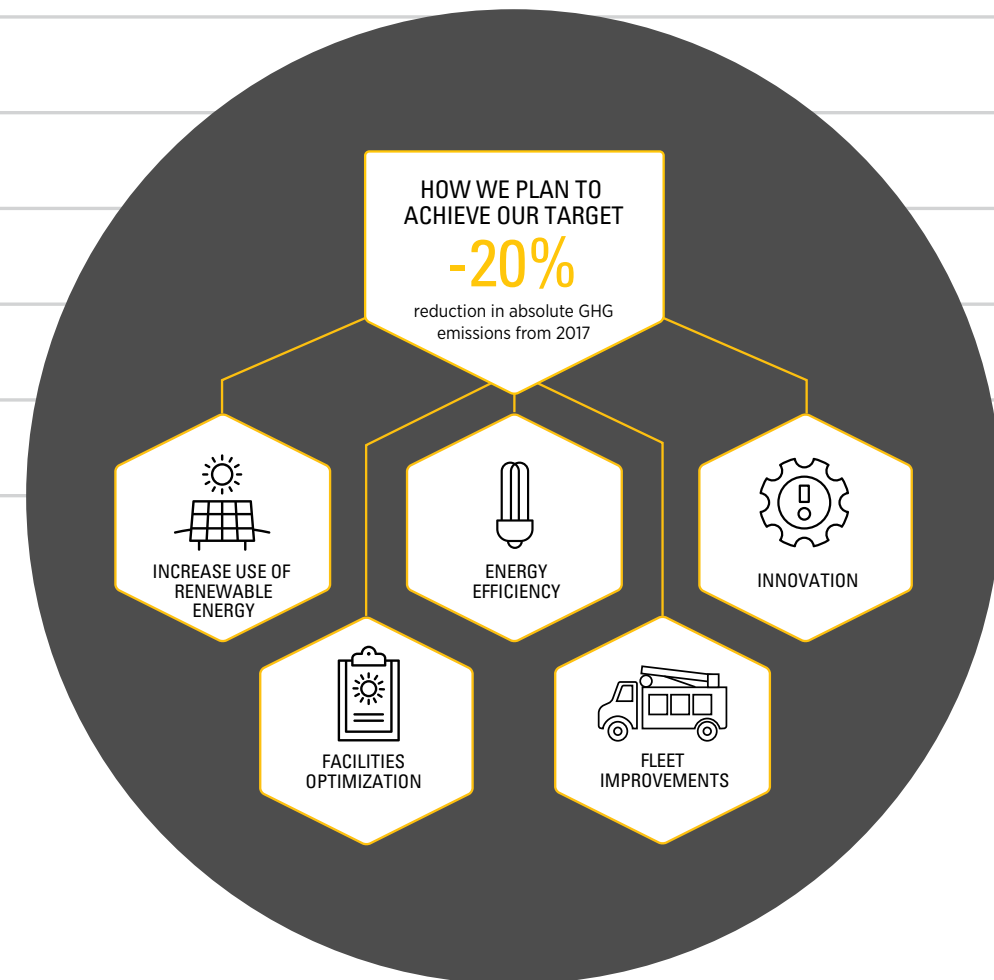 HOW WE PLAN TO
ACHIEVE OUR TARGET
-20%
reduction in absolute GHG
emissions from 2017
INCREASE USE OF
RENEWABLE
ENERGY
ENERGY
EFFICIENCY
INNOVATION
FACILITIES
OPTIMIZATION
FLEET
IMPROVEMENTS